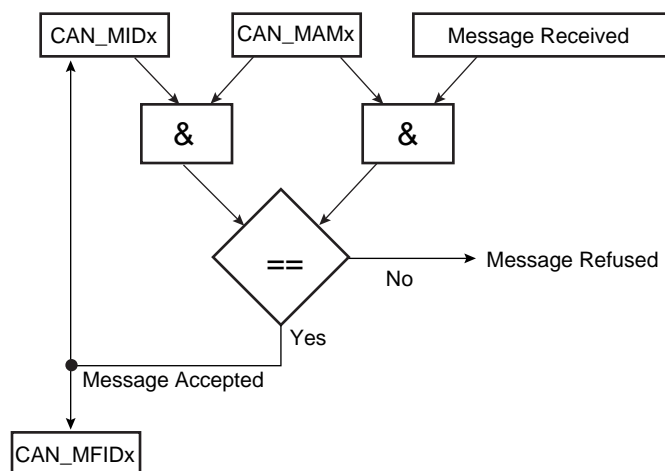 CAN_MIDx
CAN_MAMx
Message Received
&
&
==
No
Message Refused
Yes
Message Accepted
CAN_MFIDx